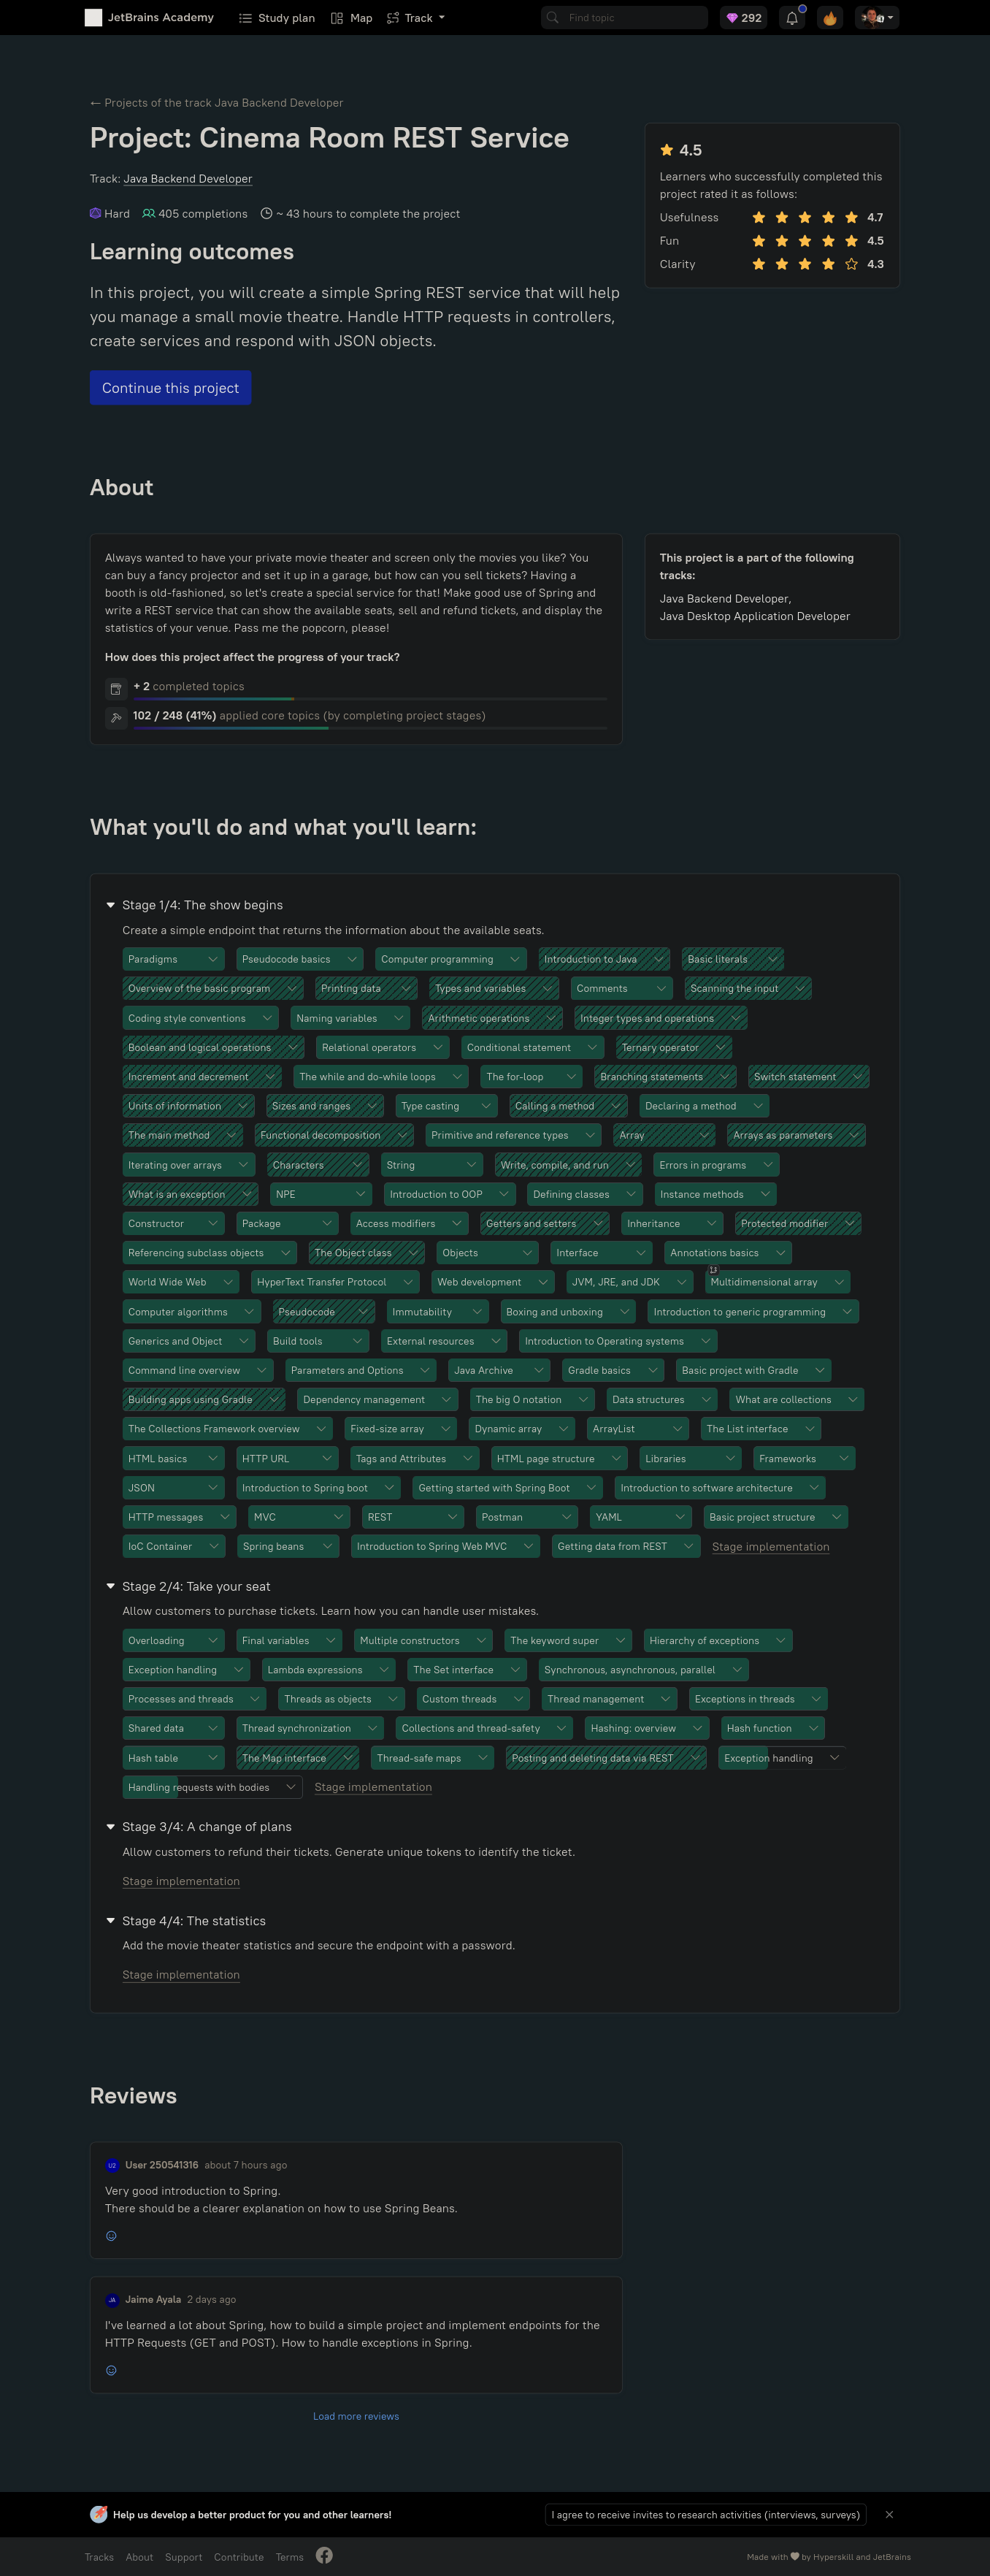 JetBrains Academy
Study plan
Map
Track
Find topic
292
← Projects of the track Java Backend Developer
Project: Cinema Room REST Service
Track: Java Backend Developer
Hard 405 completions ~ 43 hours to complete the project
4.5
Learners who successfully completed this
project rated it as follows:
Usefulness 4.7
Fun 4.5
Clarity 4.3
Learning outcomes
In this project, you will create a simple Spring REST service that will help
you manage a small movie theatre. Handle HTTP requests in controllers,
create services and respond with JSON objects.
Continue this project
About
Always wanted to have your private movie theater and screen only the movies you like? You
can buy a fancy projector and set it up in a garage, but how can you sell tickets? Having a
booth is old-fashioned, so let's create a special service for that! Make good use of Spring and
write a REST service that can show the available seats, sell and refund tickets, and display the
statistics of your venue. Pass me the popcorn, please!
How does this project affect the progress of your track?
+ 2 completed topics
102 / 248 (41%) applied core topics (by completing project stages)
This project is a part of the following
tracks:
Java Backend Developer,
Java Desktop Application Developer
What you'll do and what you'll learn:
Stage 1/4: The show begins
Create a simple endpoint that returns the information about the available seats.
Paradigms Pseudocode basics Computer programming Introduction to Java Basic literals
Overview of the basic program Printing data Types and variables Comments Scanning the input
Coding style conventions Naming variables Arithmetic operations Integer types and operations
Boolean and logical operations Relational operators Conditional statement Ternary operator
Increment and decrement The while and do-while loops The for-loop Branching statements Switch statement
Units of information Sizes and ranges Type casting Calling a method Declaring a method
The main method Functional decomposition Primitive and reference types Array Arrays as parameters
Iterating over arrays Characters String Write, compile, and run Errors in programs
What is an exception NPE Introduction to OOP Defining classes Instance methods
Constructor Package Access modifiers Getters and setters Inheritance Protected modifier
Referencing subclass objects The Object class Objects Interface Annotations basics
World Wide Web HyperText Transfer Protocol Web development JVM, JRE, and JDK Multidimensional array
Computer algorithms Pseudocode Immutability Boxing and unboxing Introduction to generic programming
Generics and Object Build tools External resources Introduction to Operating systems
Command line overview Parameters and Options Java Archive Gradle basics Basic project with Gradle
Building apps using Gradle Dependency management The big O notation Data structures What are collections
The Collections Framework overview Fixed-size array Dynamic array ArrayList The List interface
HTML basics HTTP URL Tags and Attributes HTML page structure Libraries Frameworks
JSON Introduction to Spring boot Getting started with Spring Boot Introduction to software architecture
HTTP messages MVC REST Postman YAML Basic project structure
IoC Container Spring beans Introduction to Spring Web MVC Getting data from REST Stage implementation
Stage 2/4: Take your seat
Allow customers to purchase tickets. Learn how you can handle user mistakes.
Overloading Final variables Multiple constructors The keyword super Hierarchy of exceptions
Exception handling Lambda expressions The Set interface Synchronous, asynchronous, parallel
Processes and threads Threads as objects Custom threads Thread management Exceptions in threads
Shared data Thread synchronization Collections and thread-safety Hashing: overview Hash function
Hash table The Map interface Thread-safe maps Posting and deleting data via REST Exception handling
Handling requests with bodies Stage implementation
Stage 3/4: A change of plans
Allow customers to refund their tickets. Generate unique tokens to identify the ticket.
Stage implementation
Stage 4/4: The statistics
Add the movie theater statistics and secure the endpoint with a password.
Stage implementation
Reviews
U2 User 250541316 about 7 hours ago
Very good introduction to Spring.
There should be a clearer explanation on how to use Spring Beans.
JA Jaime Ayala 2 days ago
I've learned a lot about Spring, how to build a simple project and implement endpoints for the
HTTP Requests (GET and POST). How to handle exceptions in Spring.
Load more reviews
Help us develop a better product for you and other learners!
I agree to receive invites to research activities (interviews, surveys)
Tracks About Support Contribute Terms
Made with ♥ by Hyperskill and JetBrains